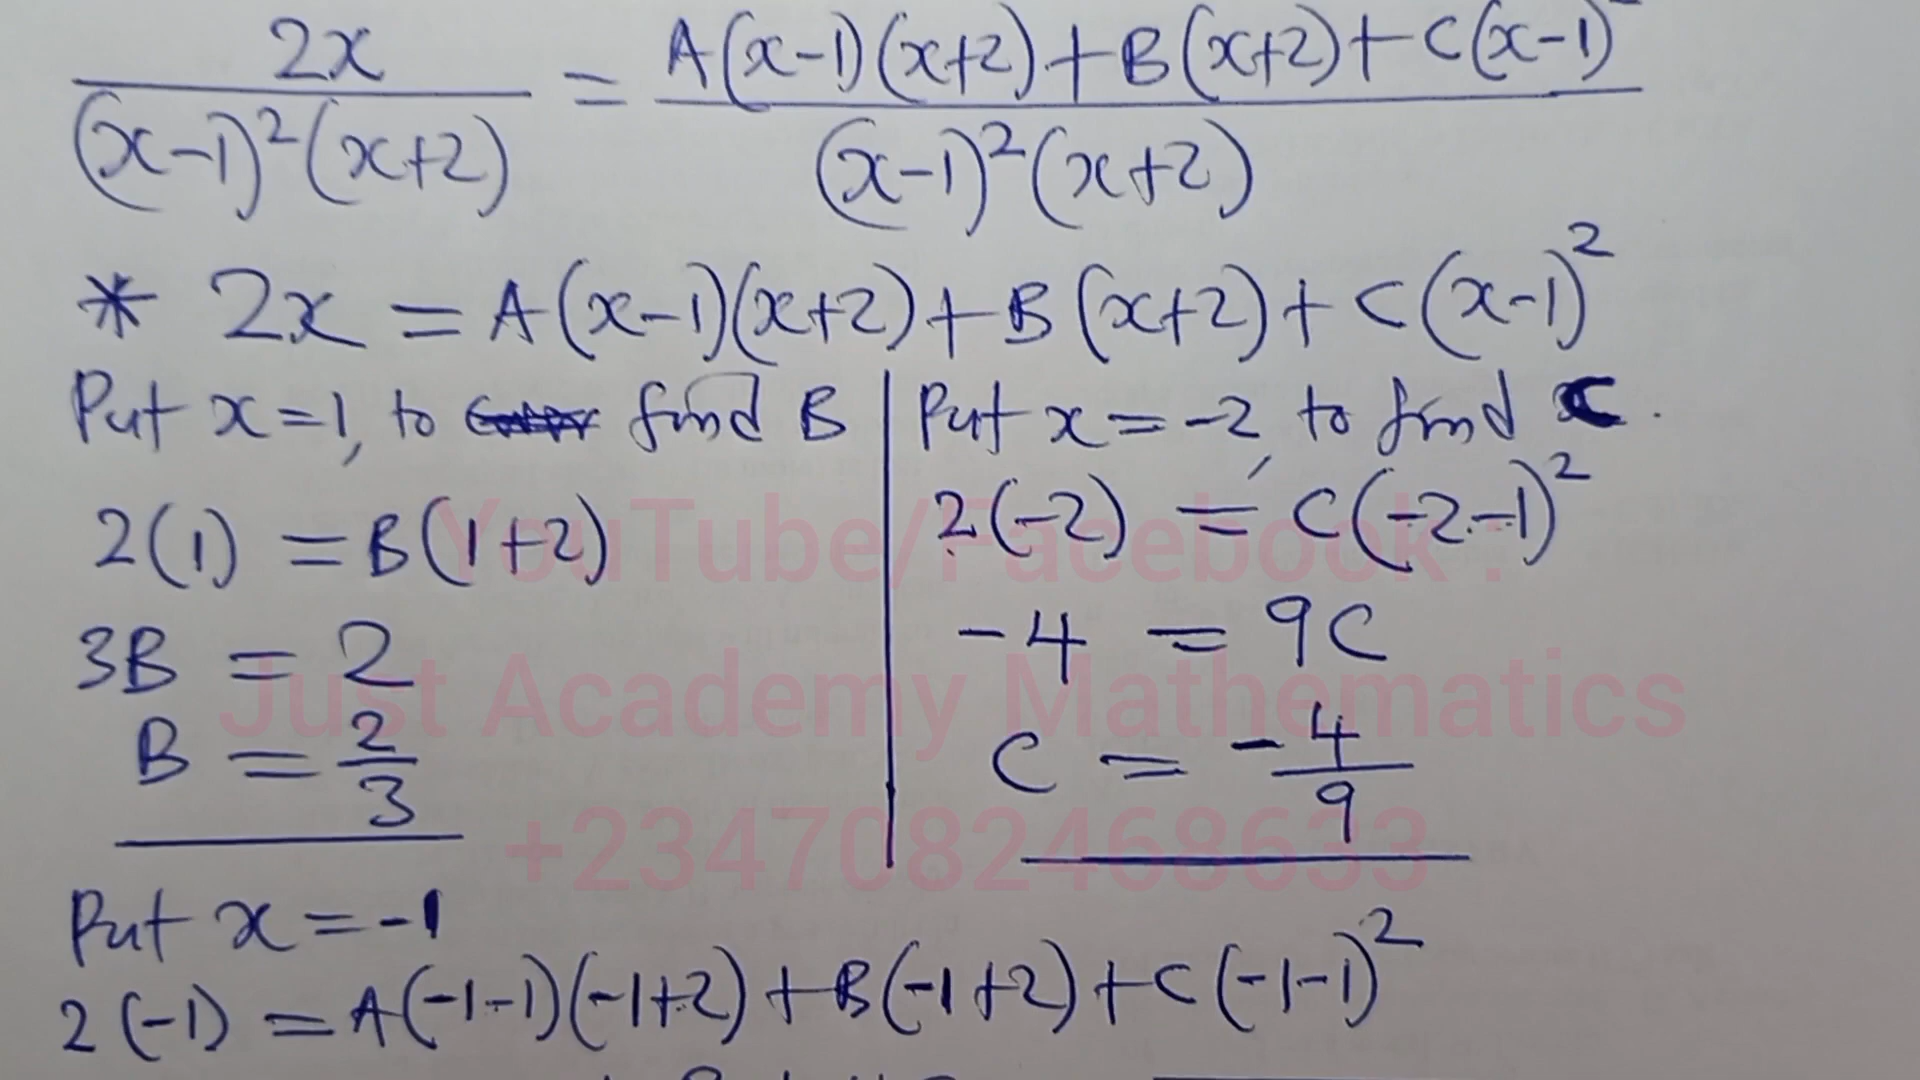 2x / (x-1)²(x+2) = A(x-1)(x+2)+B(x+2)+C(x-1)² / (x-1)²(x+2)
* 2x = A(x-1)(x+2)+B(x+2)+C(x-1)²
Put x=1, to find B
2(1) = B(1+2)
3B = 2
B = 2/3
Put x=-2, to find C.
2(-2) = C(-2-1)²
-4 = 9C
C = -4/9
YouTube/Facebook :
Just Academy Mathematics
+2347082468633
Put x=-1
2(-1) = A(-1-1)(-1+2)+B(-1+2)+C(-1-1)²